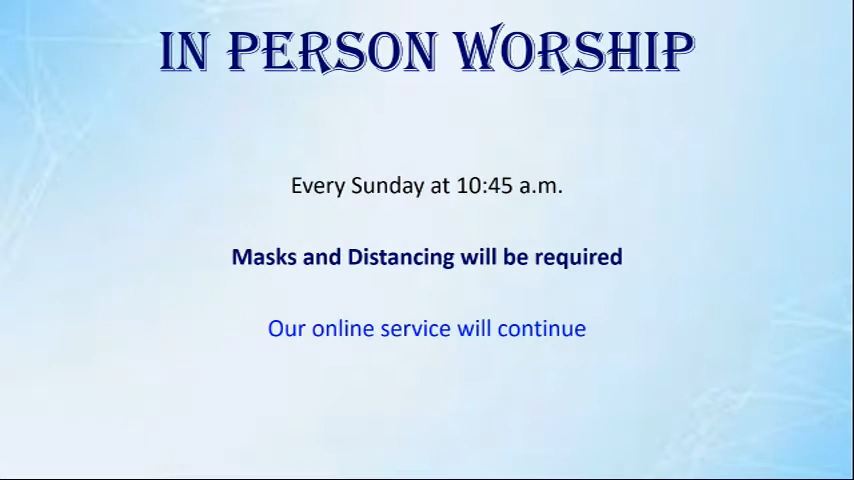 IN PERSON WORSHIP
Every Sunday at 10:45 a.m.
Masks and Distancing will be required
Our online service will continue